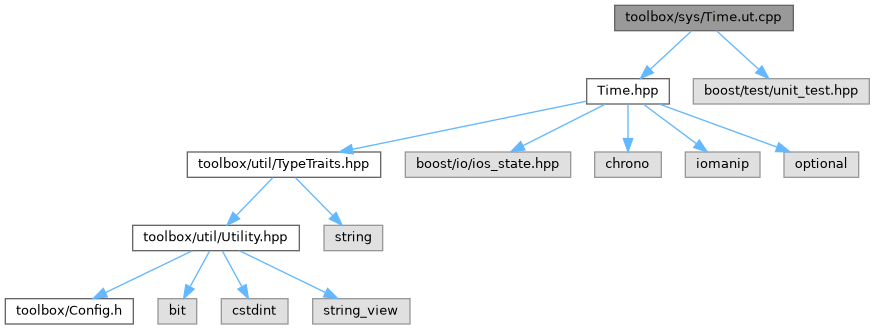 toolbox/sys/Time.ut.cpp
Time.hpp
boost/test/unit_test.hpp
toolbox/util/TypeTraits.hpp
boost/io/ios_state.hpp
chrono
iomanip
optional
toolbox/util/Utility.hpp
string
toolbox/Config.h
bit
cstdint
string_view